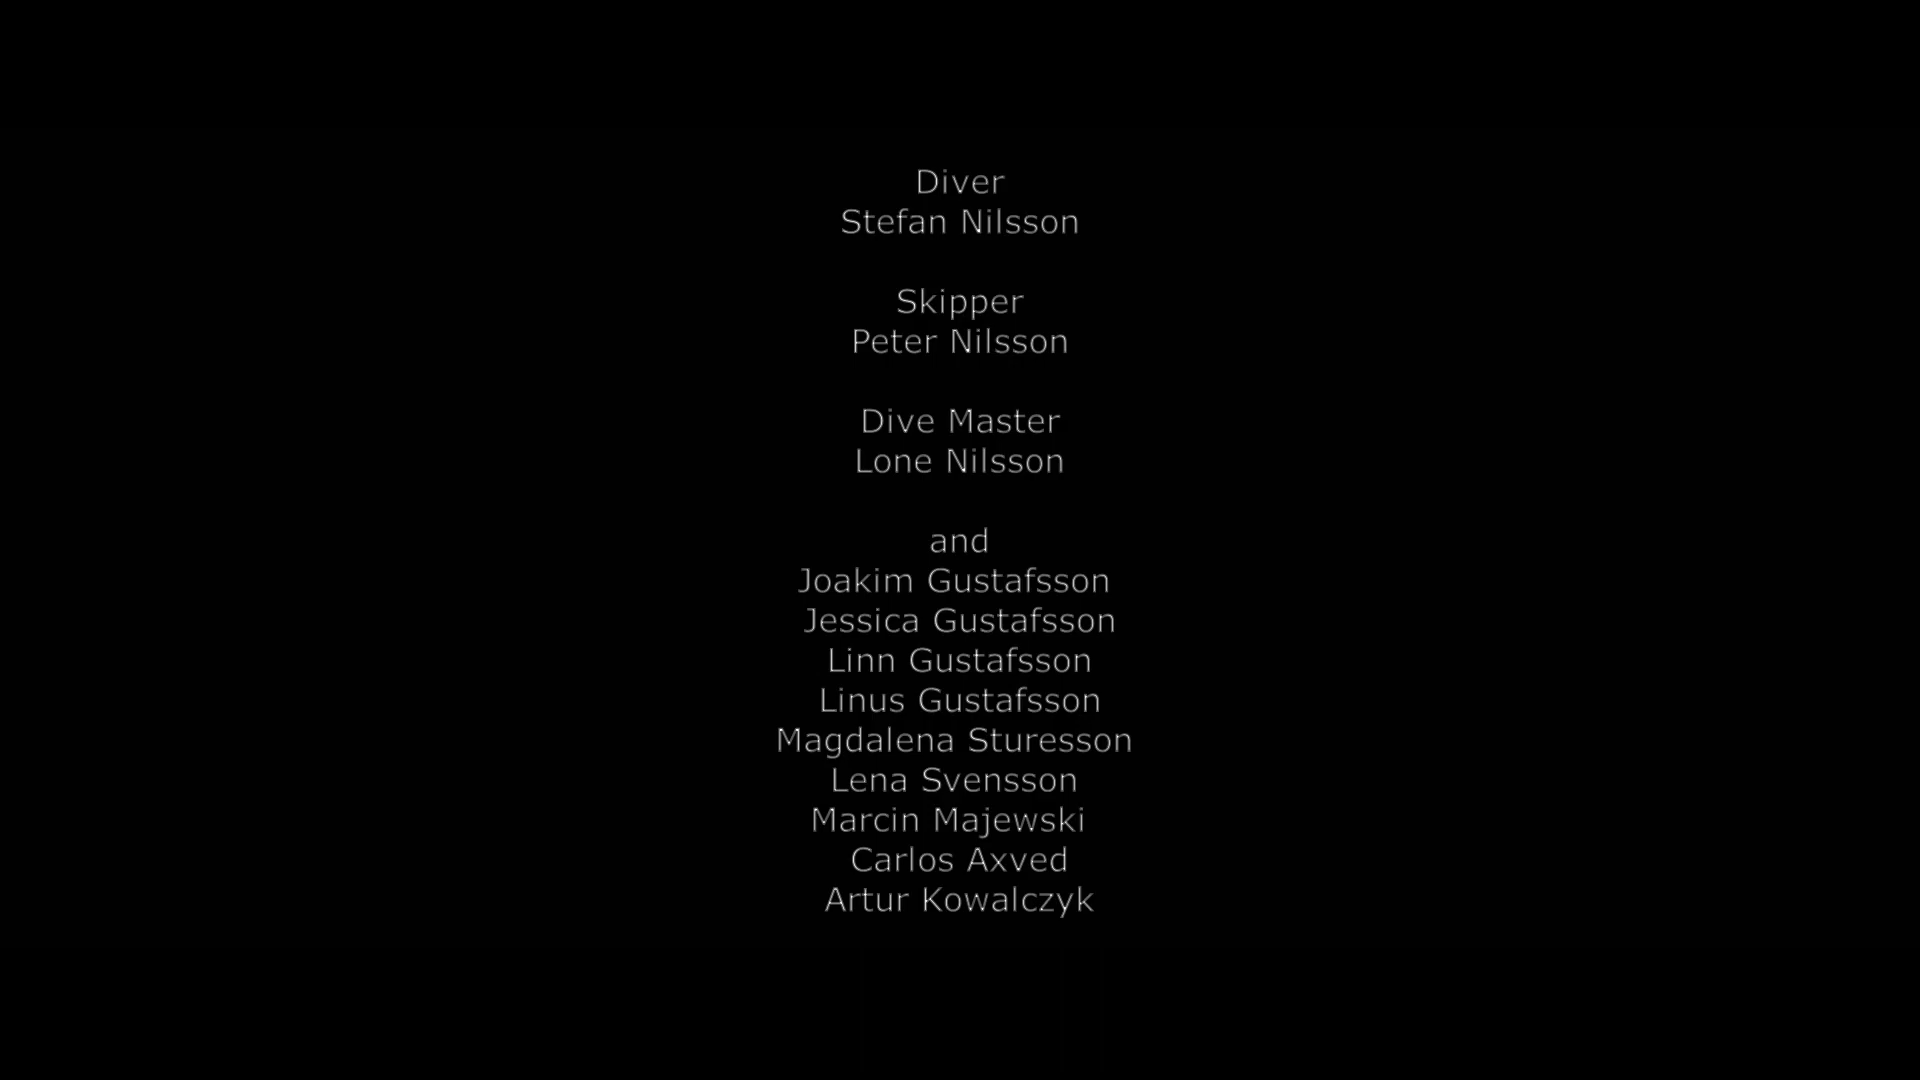 Diver
Stefan Nilsson
Skipper
Peter Nilsson
Dive Master
Lone Nilsson
and
Joakim Gustafsson
Jessica Gustafsson
Linn Gustafsson
Linus Gustafsson
Magdalena Sturesson
Lena Svensson
Marcin Majewski
Carlos Axved
Artur Kowalczyk